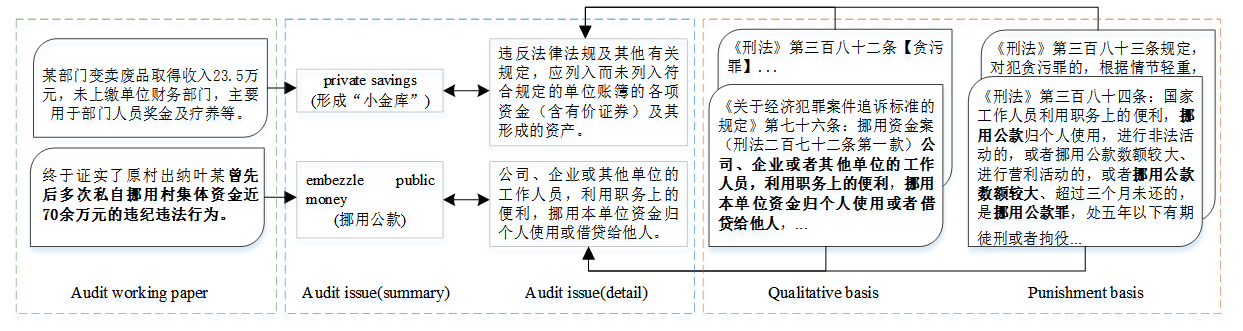 某部门变卖废品取得收入23.5万
元，未上缴单位财务部门，主要
用于部门人员奖金及疗养等。
终于证实了原村出纳叶某曾先
后多次私自挪用村集体资金近
70余万元的违纪违法行为。
Audit working paper
private savings
(形成“小金库”)
embezzle public
money
(挪用公款)
Audit issue(summary)
违反法律法规及其他有关
规定，应列入而未列入符
合规定的单位账簿的各项
资金（含有价证券）及其
形成的资产。
公司、企业或其他单位的
工作人员，利用职务上的
便利，挪用本单位资金归
个人使用或借贷给他人。
Audit issue(detail)
《刑法》第三百八十二条【贪污
罪】...
《关于经济犯罪案件追诉标准的
规定》第七十六条：挪用资金案
（刑法二百七十二条第一款）公
司、企业或者其他单位的工作
人员，利用职务上的便利，挪用
本单位资金归个人使用或者借
贷给他人，...
Qualitative basis
《刑法》第三百八十三条规定，
对犯贪污罪的，根据情节轻重，
《刑法》第三百八十四条：国家
工作人员利用职务上的便利，挪
用公款归个人使用，进行非法活
动的，或者挪用公款数额较大、
进行营利活动的，或者挪用公款
数额较大、超过三个月未还的，
是挪用公款罪，处五年以下有期
徒刑或者拘役...
Punishment basis